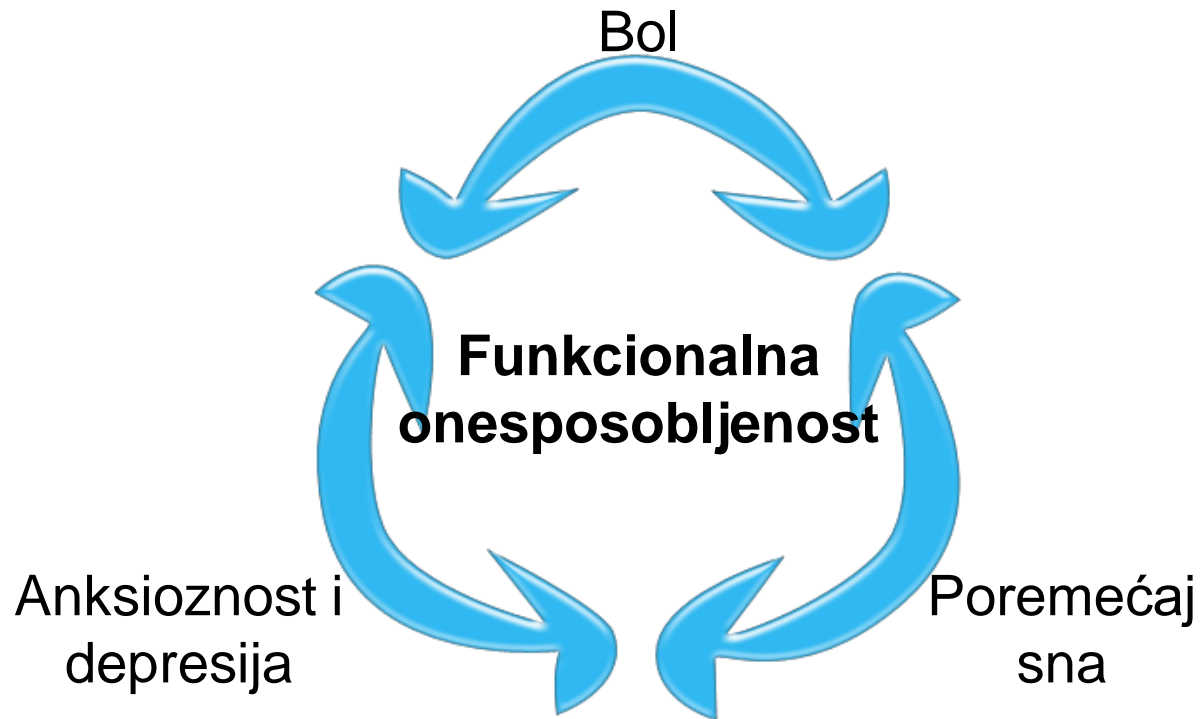 Bol
Funkcionalna
onesposobljenost
Anksioznost i
depresija
Poremećaj
sna